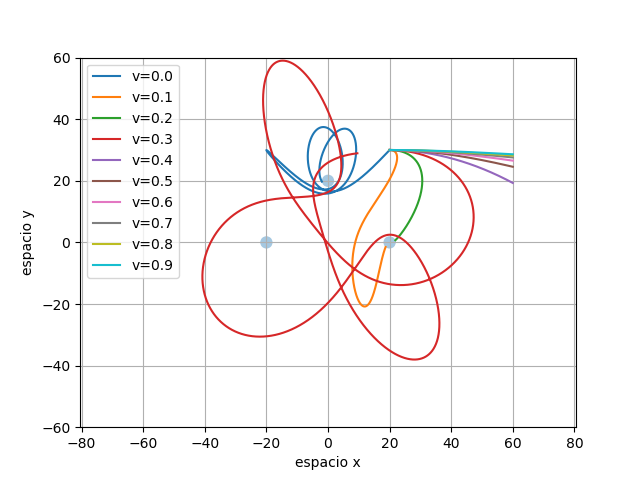 60
40
20
0
−20
−40
−60
espacio y
v=0.0
v=0.1
v=0.2
v=0.3
v=0.4
v=0.5
v=0.6
v=0.7
v=0.8
v=0.9
−80 −60 −40 −20 0 20 40 60 80
espacio x